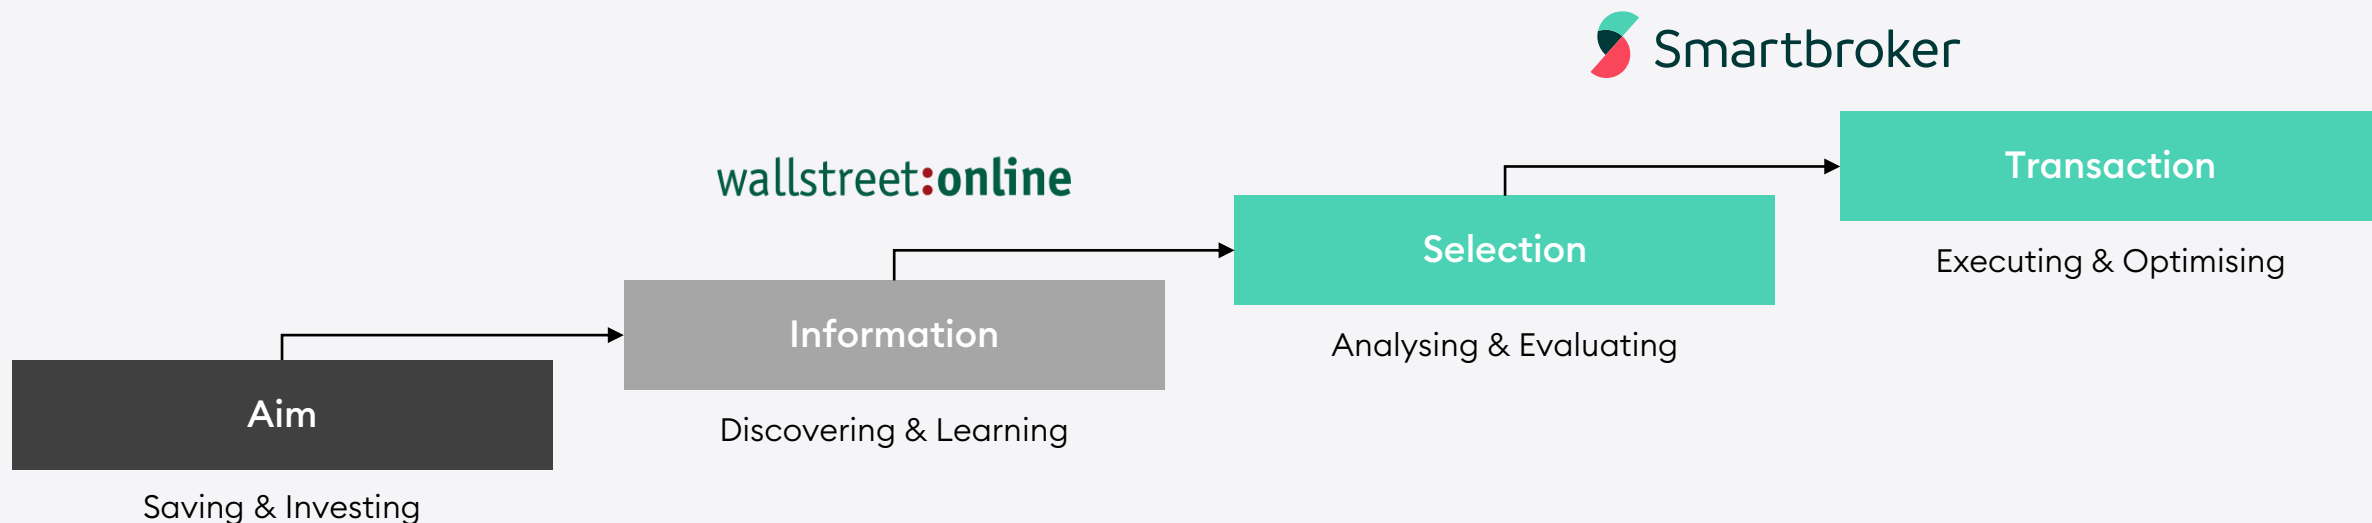 Smartbroker
Transaction
Executing & Optimising
wallstreet:online
Selection
Analysing & Evaluating
Information
Discovering & Learning
Aim
Saving & Investing